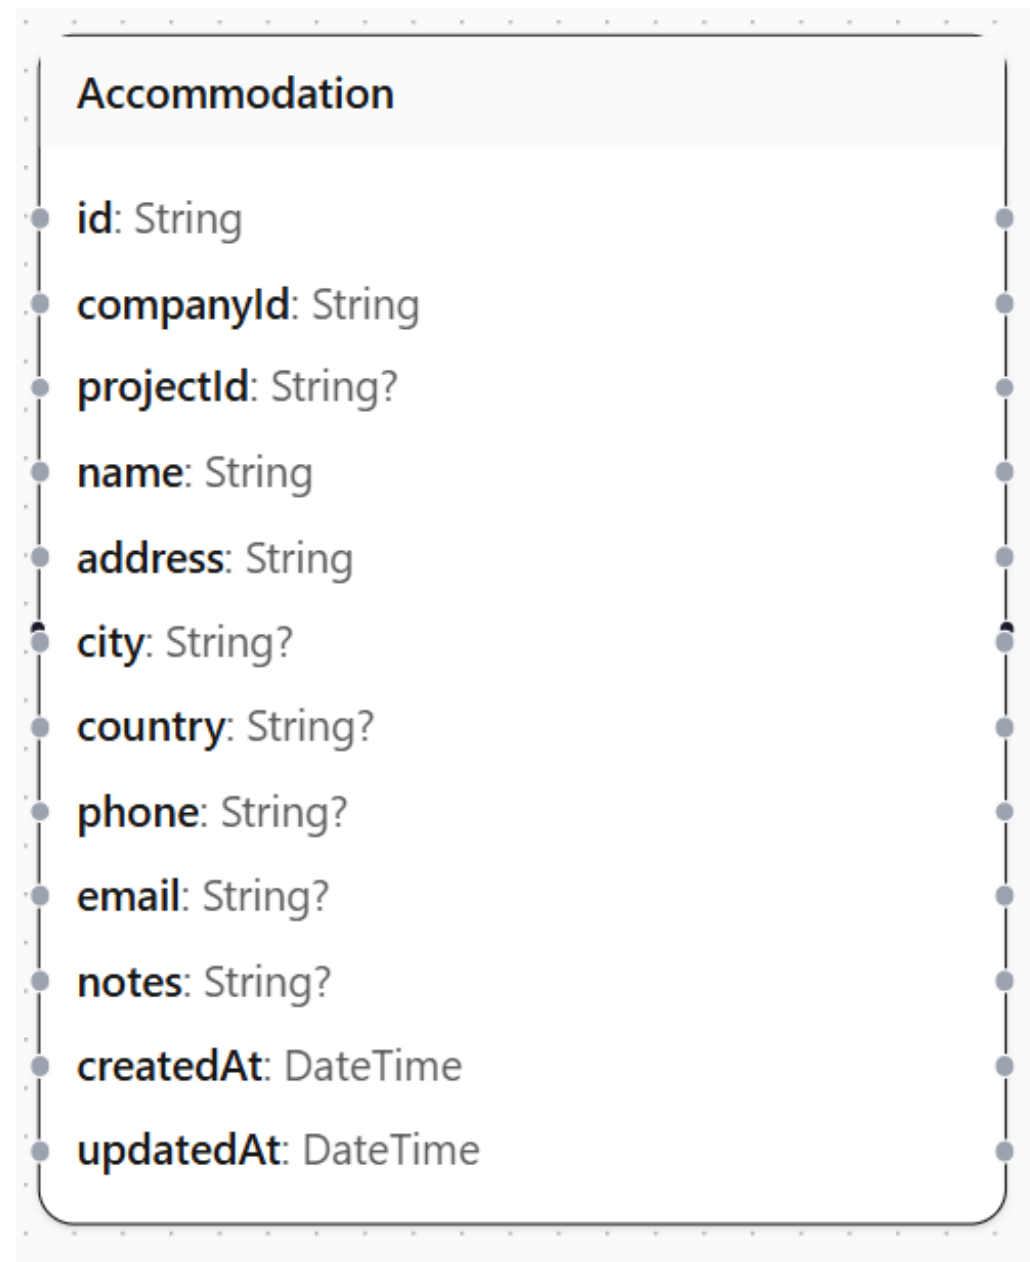 Accommodation
id: String
companyId: String
projectId: String?
name: String
address: String
city: String?
country: String?
phone: String?
email: String?
notes: String?
createdAt: DateTime
updatedAt: DateTime